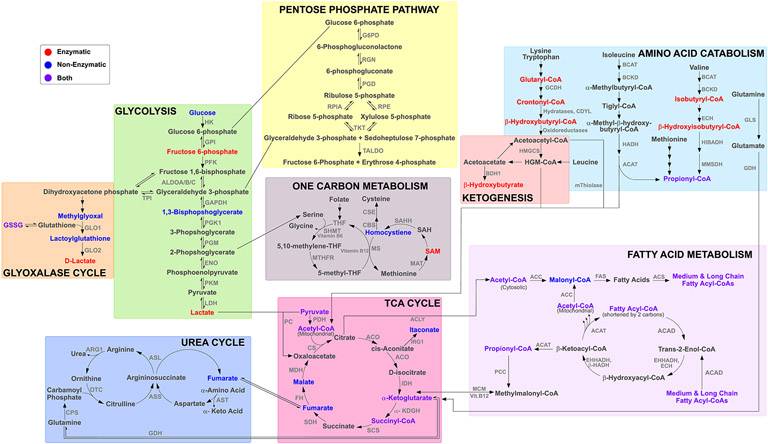 PENTOSE PHOSPHATE PATHWAY
Glucose 6-phosphate
G6PD
6-Phosphogluconolactone
RGN
6-phosphogluconate
PGD
Ribulose 5-phosphate
RPIA
RPE
Ribose 5-phosphate
Xylulose 5-phosphate
TKT
Glyceraldehyde 3-phosphate + Sedoheptulose 7-phosphate
TALDO
Fructose 6-Phosphate + Erythrose 4-phosphate
Enzymatic
Non-Enzymatic
Both
GLYCOLYSIS
Glucose
HK
Glucose 6-phosphate
GPI
Fructose 6-phosphate
PFK
Fructose 1,6-bisphosphate
ALDOA/B/C
Dihydroxyacetone phosphate
TPI
Glyceraldehyde 3-phosphate
GAPDH
1,3-Bisphosphoglycerate
PGK1
3-Phosphoglycerate
PGM
2-Phophoglycerate
ENO
Phosphoenolpyruvate
PKM
Pyruvate
LDH
Lactate
Methylglyoxal
GSSG
Glutathione
GLO1
Lactoylglutathione
GLO2
D-Lactate
GLYOXALASE CYCLE
ONE CARBON METABOLISM
Serine
Folate
Cysteine
Glycine
THF
SHMT
Vitamin B6
CSE
CBS
SAHH
SAH
Homocystiene
5,10-methylene-THF
Vitamin B12
MS
SAM
MTHFR
MAT
5-methyl-THF
Methionine
AMINO ACID CATABOLISM
Lysine
Tryptophan
Isoleucine
Valine
BCAT
BCAT
Glutaryl-CoA
BCKD
BCKD
GCDH
α-Methylbutyryl-CoA
Glutamine
Crontonyl-CoA
Isobutyryl-CoA
Hydratases, CDYL
Tiglyl-CoA
ECH
GLS
β-Hydroxybutyryl-CoA
α-Methyl-β-hydroxy-
butyryl-CoA
β-Hydroxyisobutyryl-CoA
Oxidoreductases
Methionine
HIBADH
Glutamate
Acetoacetyl-CoA
HADH
HMGCS
MMSDH
GDH
Acetoacetate
HGM-CoA
Leucine
ACAT
BDH1
mThiolase
Propionyl-CoA
β-Hydroxybutyrate
KETOGENESIS
FATTY ACID METABOLISM
Acetyl-CoA
(Cytosolic)
ACC
Malonyl-CoA
FAS
Fatty Acids
ACS
Medium & Long Chain
Fatty Acyl-CoAs
ACC
Acetyl-CoA
(Mitochondrial)
Fatty Acyl-CoA
(shortened by 2 carbons)
ACAT
ACAD
Propionyl-CoA
ACAT
β-Ketoacyl-CoA
Trans-2-Enol-CoA
EHHADH,
β-HADH
EHHADH,
ECH
PCC
β-Hydroxyacyl-CoA
ACAD
MCM
Vit.B12
Methylmalonyl-CoA
Medium & Long Chain
Fatty Acyl-CoAs
TCA CYCLE
Pyruvate
PDH
PC
Acetyl-CoA
(Mitochondrial)
ACLY
Itaconate
CS
Citrate
ACO
IRG1
Oxaloacetate
cis-Aconitate
ACO
MDH
D-isocitrate
Malate
IDH
FH
α-Ketoglutarate
Fumarate
α- KDGH
SDH
Succinyl-CoA
Succinate
SCS
UREA CYCLE
ARG1
Arginine
Urea
ASL
Ornithine
Argininosuccinate
Fumarate
Carbamoyl
Phosphate
OTC
α-Amino Acid
CPS
Citrulline
ASS
Aspartate
AST
α- Keto Acid
Glutamine
GDH